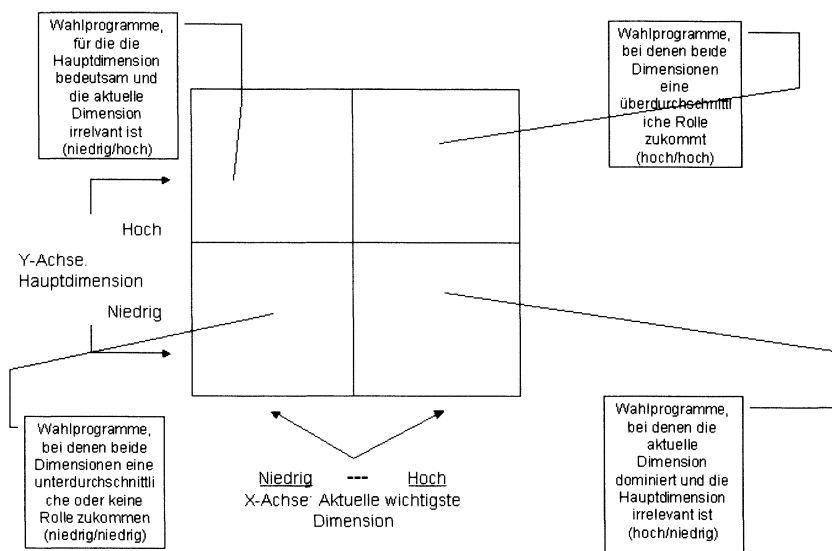 Wahlprogramme,
für die die
Hauptdimension
bedeutsam und
die aktuelle
Dimension
irrelvant ist
(niedrig/hoch)
Wahlprogramme,
bei denen beide
Dimensionen
eine
überdurchschnittl
iche Rolle
zukommt
(hoch/hoch)
Hoch
Y-Achse.
Hauptdimension
Niedrig
Wahlprogramme,
bei denen beide
Dimensionen eine
unterdurchschnittli
che oder keine
Rolle zukommen
(niedrig/niedrig)
Niedrig --- Hoch
X-Achse: Aktuelle wichtigste
Dimension
Wahlprogramme,
bei denen die
aktuelle
Dimension
dominiert und die
Hauptdimension
irrelevant ist
(hoch/niedrig)